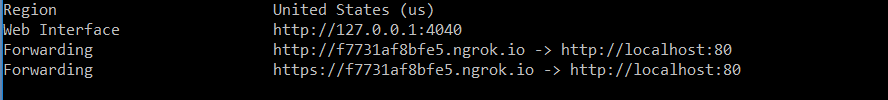 Region United States (us)
Web Interface http://127.0.0.1:4040
Forwarding http://f7731af8bfe5.ngrok.io -> http://localhost:80
Forwarding https://f7731af8bfe5.ngrok.io -> http://localhost:80